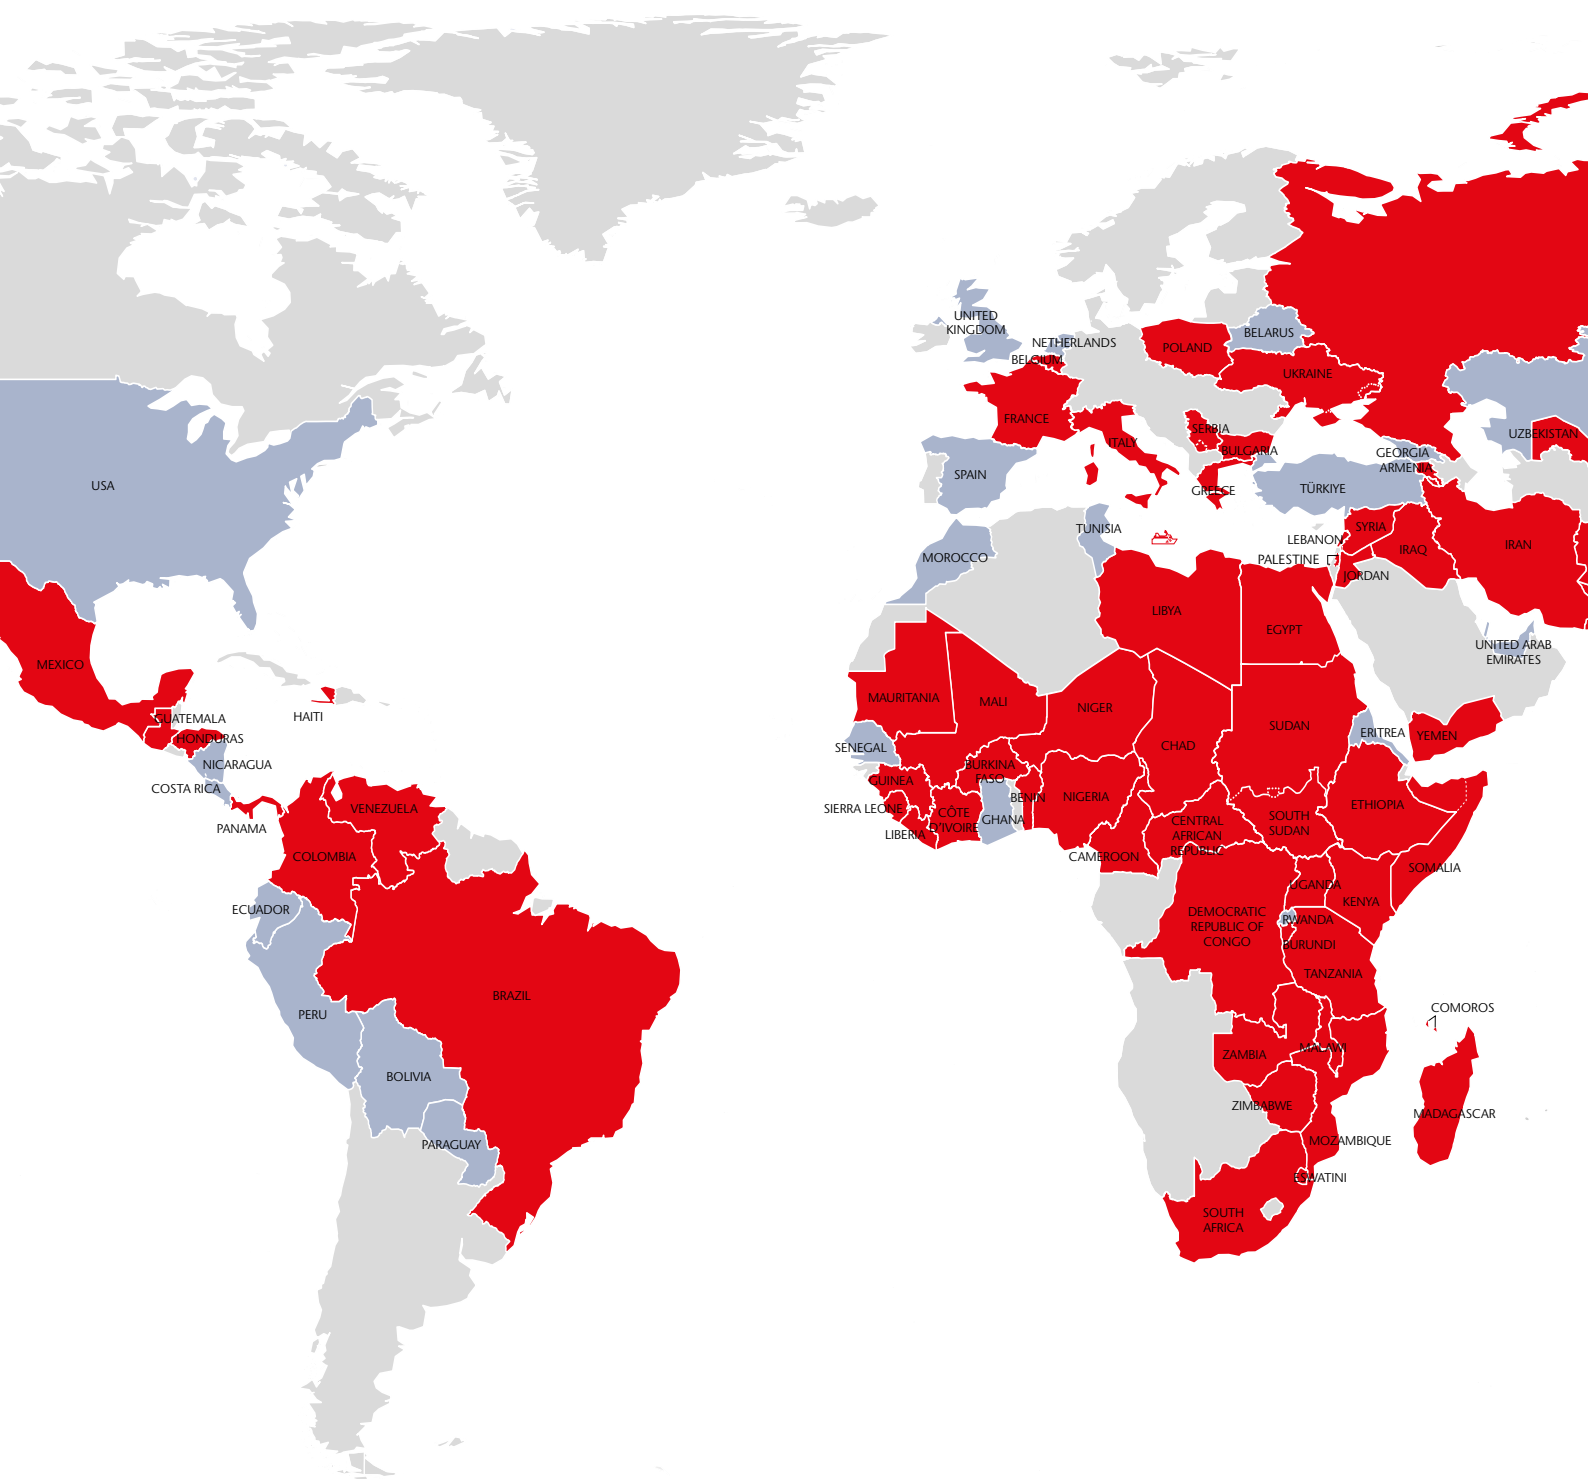 UNITED
KINGDOM
NETHERLANDS
BELGIUM
POLAND
BELARUS
UKRAINE
FRANCE
ITALY
SERBIA
BULGARIA
UZBEKISTAN
GEORGIA
ARMENIA
USA
SPAIN
GREECE
TÜRKIYE
TUNISIA
SYRIA
LEBANON
IRAQ
IRAN
MOROCCO
PALESTINE
JORDAN
LIBYA
EGYPT
UNITED ARAB
EMIRATES
MEXICO
MAURITANIA
MALI
NIGER
GUATEMALA
HAITI
SUDAN
HONDURAS
SENEGAL
CHAD
ERITREA
YEMEN
NICARAGUA
BURKINA
FASO
COSTA RICA
GUINEA
BENIN
NIGERIA
ETHIOPIA
VENEZUELA
SIERRA LEONE
CÔTE
D'IVOIRE
GHANA
SOUTH
SUDAN
PANAMA
LIBERIA
CENTRAL
AFRICAN
REPUBLIC
COLOMBIA
CAMEROON
SOMALIA
UGANDA
KENYA
ECUADOR
DEMOCRATIC
REPUBLIC OF
CONGO
RWANDA
BURUNDI
TANZANIA
BRAZIL
PERU
COMOROS
ZAMBIA
MALAWI
BOLIVIA
ZIMBABWE
MADAGASCAR
PARAGUAY
MOZAMBIQUE
ESWATINI
SOUTH
AFRICA